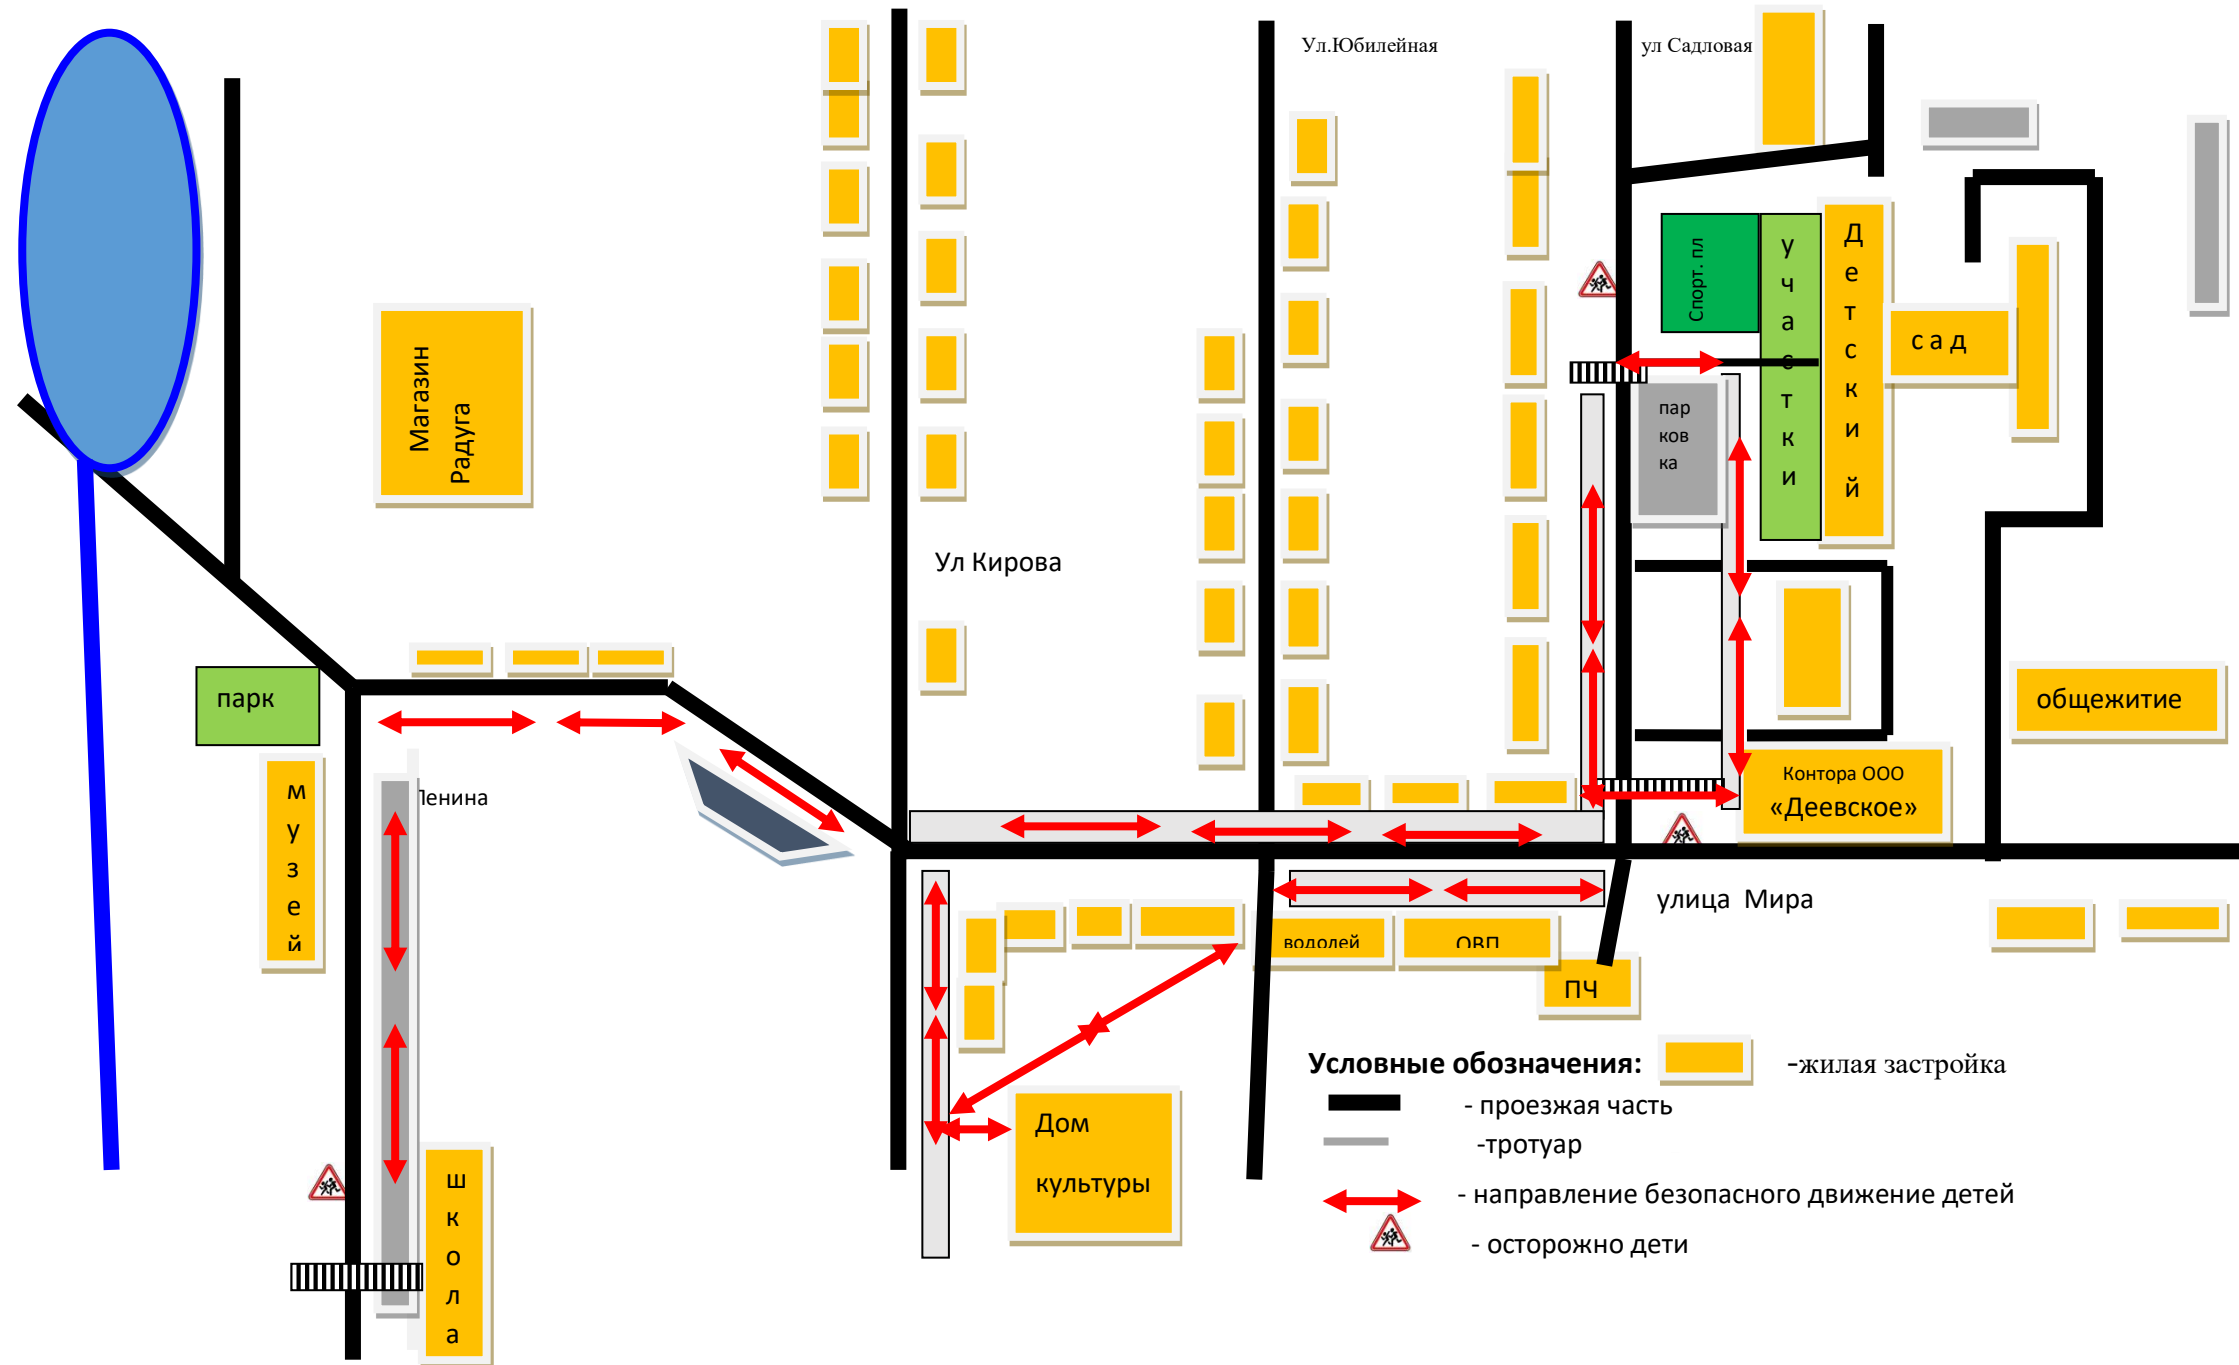 Ул.Юбилейная
ул Садловая
Спорт. пл
участки
Детский
сад
Магазин
Радуга
пар
ков
ка
Ул Кирова
парк
общежитие
музей
Ленина
Контора ООО
«Деевское»
улица Мира
водолей
ОВП
ПЧ
Условные обозначения:
-жилая застройка
- проезжая часть
-тротуар
- направление безопасного движение детей
- осторожно дети
Дом
культуры
школа